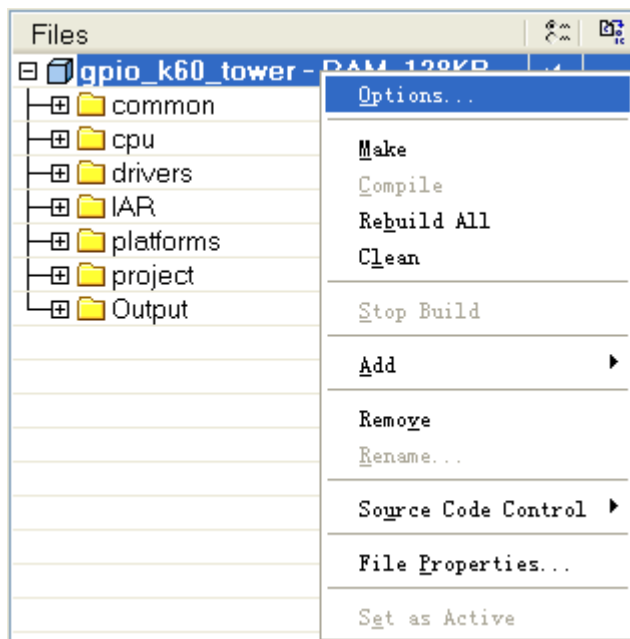 Files
gpio_k60_tower - RAM_128KB
Options...
common
Make
cpu
Compile
drivers
Rebuild All
IAR
Clean
platforms
project
Stop Build
Output
Add
Remove
Rename...
Source Code Control
File Properties...
Set as Active